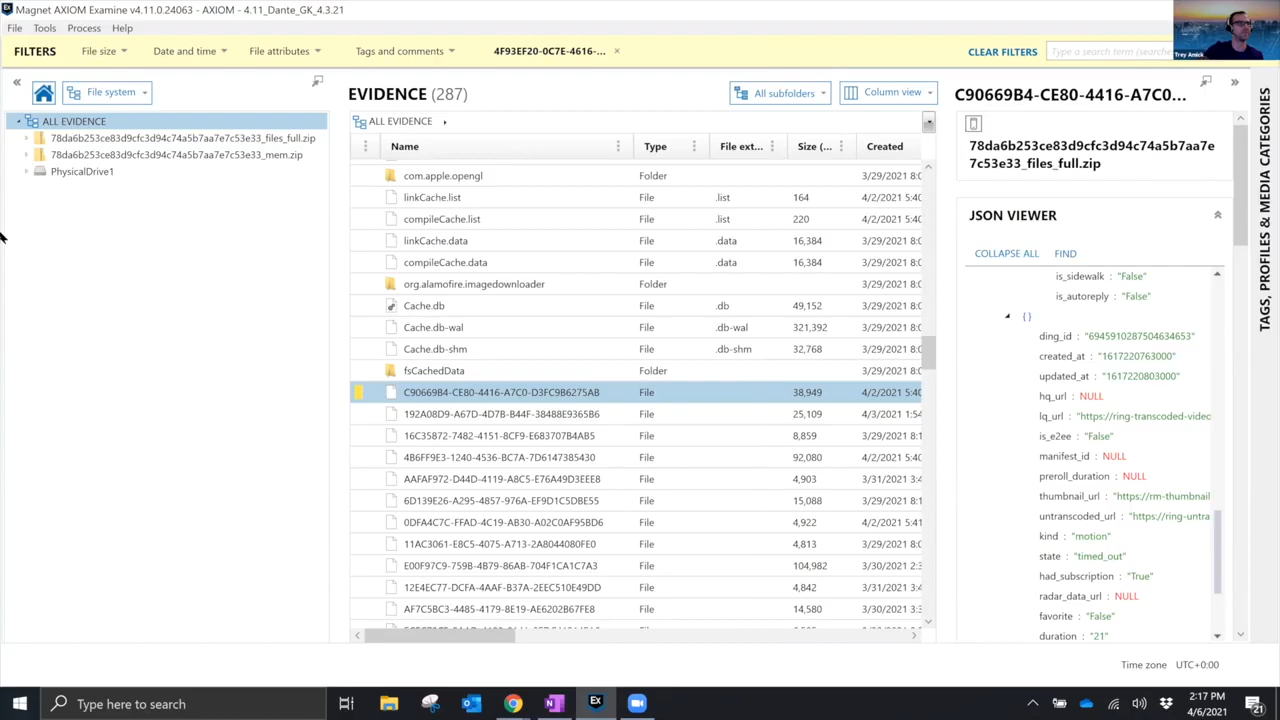 Magnet AXIOM Examine v4.11.0.24063 - AXIOM - 4.11_Dante_GK_4.3.21
File Tools Process Help
FILTERS File size Date and time File attributes Tags and comments 4F93EF20-0C7E-4616-... × CLEAR FILTERS Type a search term (searche
Trey Amick
File system
ALL EVIDENCE
78da6b253ce83d9cfc3d94c74a5b7aa7e7c53e33_files_full.zip
78da6b253ce83d9cfc3d94c74a5b7aa7e7c53e33_mem.zip
PhysicalDrive1
EVIDENCE (287)
All subfolders
Column view
ALL EVIDENCE
Name Type File ext... Size (... Created
com.apple.opengl Folder 3/29/2021 8:0
linkCache.list File .list 164 4/2/2021 5:40
compileCache.list File .list 220 4/2/2021 5:40
linkCache.data File .data 16,384 3/29/2021 8:0
compileCache.data File .data 16,384 3/29/2021 8:0
org.alamofire.imagedownloader Folder 3/29/2021 8:0
Cache.db File .db 49,152 3/29/2021 8:0
Cache.db-wal File .db-wal 321,392 3/29/2021 8:0
Cache.db-shm File .db-shm 32,768 3/29/2021 8:0
fsCachedData Folder 3/29/2021 8:0
C90669B4-CE80-4416-A7C0-D3FC9B6275AB File 38,949 4/2/2021 5:40
192A08D9-A67D-4D7B-B44F-38488E9365B6 File 25,109 4/3/2021 1:54
16C35872-7482-4151-8CF9-E683707B4AB5 File 8,859 3/29/2021 8:1
4B6FF9E3-1240-4536-BC7A-7D6147385430 File 92,080 4/2/2021 5:40
AAFAF972-D44D-4119-A8C5-E76A49D3EEE8 File 4,903 3/31/2021 3:4
6D139E26-A295-4857-976A-EF9D1C5DBE55 File 15,088 3/29/2021 8:1
0DFA4C7C-FFAD-4C19-AB30-A02C0AF95BD6 File 4,922 4/2/2021 5:41
11AC3061-E8C5-4075-A713-2A8044080FE0 File 4,813 3/29/2021 8:0
E00F97C9-759B-4B79-86AB-704F1CA1C7A3 File 104,982 3/30/2021 2:3
12E4EC77-DCFA-4AAF-B37A-2EEC510E49DD File 4,842 3/31/2021 3:4
AF7C5BC3-4485-4179-8E19-AE6202B67FE8 File 14,580 3/30/2021 3:3
C90669B4-CE80-4416-A7C0...
78da6b253ce83d9cfc3d94c74a5b7aa7e
7c53e33_files_full.zip
JSON VIEWER
COLLAPSE ALL FIND
is_sidewalk : "False"
is_autoreply : "False"
{}
ding_id : "6945910287504634653"
created_at : "1617220763000"
updated_at : "1617220803000"
hq_url : NULL
lq_url : "https://ring-transcoded-video
is_e2ee : "False"
manifest_id : NULL
preroll_duration : NULL
thumbnail_url : "https://rm-thumbnail
untranscoded_url : "https://ring-untra
kind : "motion"
state : "timed_out"
had_subscription : "True"
radar_data_url : NULL
favorite : "False"
duration : "21"
TAGS, PROFILES & MEDIA CATEGORIES
Time zone UTC+0:00
Type here to search
2:17 PM
4/6/2021
21